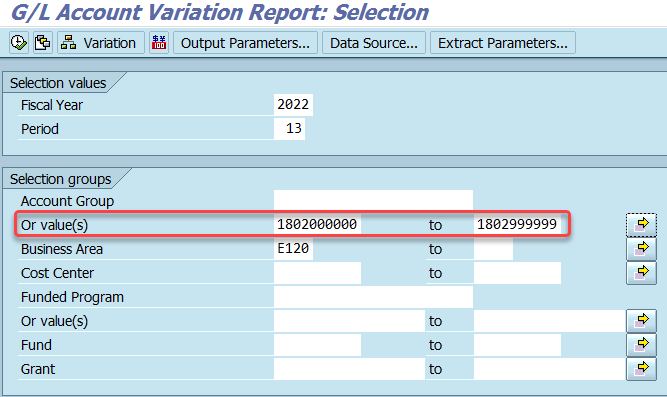 G/L Account Variation Report: Selection
Variation Output Parameters... Data Source... Extract Parameters...
Selection values
Fiscal Year 2022
Period 13
Selection groups
Account Group
Or value(s) 1802000000 to 1802999999
Business Area E120 to
Cost Center to
Funded Program
Or value(s) to
Fund to
Grant to